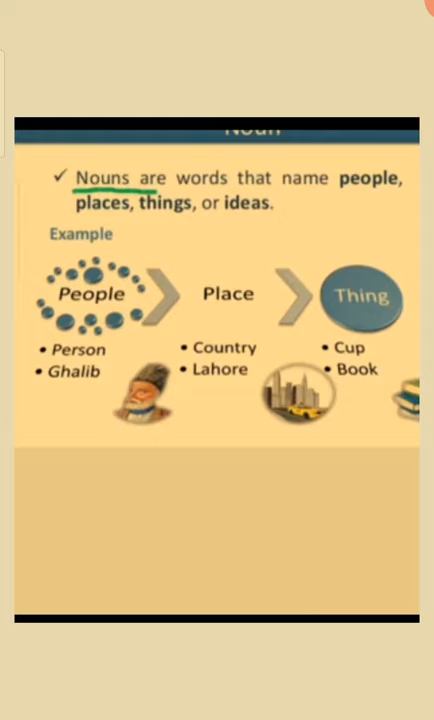 Noun
✓ Nouns are words that name people,
places, things, or ideas.
Example
People Place Thing
• Person • Country • Cup
• Ghalib • Lahore • Book